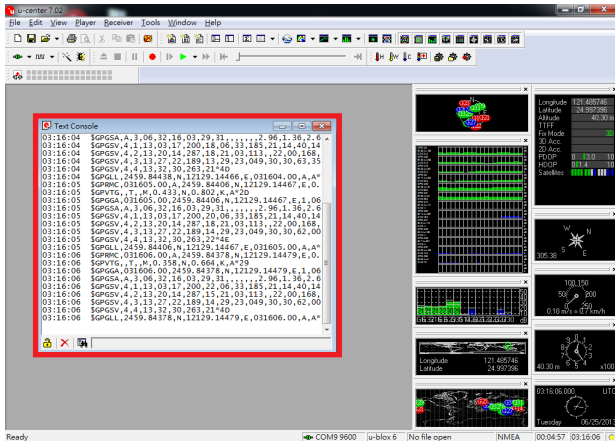 u-center 7.02
File Edit View Player Receiver Tools Window Help
Text Console
03:16:04 $GPGSA,A,3,06,32,16,03,29,31,,,,,,,2.96,1.36,2.6
03:16:04 $GPGSV,4,1,13,03,17,200,18,06,33,185,21,14,40,14
03:16:04 $GPGSV,4,2,13,20,14,287,18,21,03,113,,22,00,168,
03:16:04 $GPGSV,4,3,13,27,22,189,13,29,23,049,30,30,63,35
03:16:04 $GPGSV,4,4,13,32,30,263,21*4D
03:16:04 $GPGLL,2459.84438,N,12129.14466,E,031604.00,A,A*
03:16:05 $GPRMC,031605.00,A,2459.84406,N,12129.14467,E,0.
03:16:05 $GPVTG,,T,,M,0.433,N,0.802,K,A*2D
03:16:05 $GPGGA,031605.00,2459.84406,N,12129.14467,E,1,06
03:16:05 $GPGSA,A,3,06,32,16,03,29,31,,,,,,,2.96,1.36,2.6
03:16:05 $GPGSV,4,1,13,03,17,200,20,06,33,185,21,14,40,14
03:16:05 $GPGSV,4,2,13,20,14,287,18,21,03,113,,22,00,168,
03:16:05 $GPGSV,4,3,13,27,22,189,14,29,23,049,30,30,62,00
03:16:05 $GPGSV,4,4,13,32,30,263,22*4E
03:16:05 $GPGLL,2459.84406,N,12129.14467,E,031605.00,A,A*
03:16:06 $GPRMC,031606.00,A,2459.84378,N,12129.14479,E,0.
03:16:06 $GPVTG,,T,,M,0.358,N,0.664,K,A*29
03:16:06 $GPGGA,031606.00,2459.84378,N,12129.14479,E,1,06
03:16:06 $GPGSA,A,3,06,32,16,03,29,31,,,,,,,2.96,1.36,2.6
03:16:06 $GPGSV,4,1,13,03,17,200,22,06,33,185,21,14,40,14
03:16:06 $GPGSV,4,2,13,20,14,287,15,21,03,113,,22,00,168,
03:16:06 $GPGSV,4,3,13,27,22,189,14,29,23,049,30,30,62,00
03:16:06 $GPGSV,4,4,13,32,30,263,21*4D
03:16:06 $GPGLL,2459.84378,N,12129.14479,E,031606.00,A,A*
Longitude 121.485746
Latitude 24.997396
Altitude 40.30 m
TTFF
Fix Mode 3D
3D Acc.
2D Acc.
PDOP 0 3.0 10
HDOP 0 1.4 10
Satellites
W N
S E
305.38
100,150
50 200
0.18 m/s = 0.7 km/h
Longitude 121.485746
Latitude 24.997396
40.30 m x100
03:16:06.000 UTC
Tuesday
Ready COM9 9600 u-blox 6 No file open NMEA 00:04:57 03:16:06